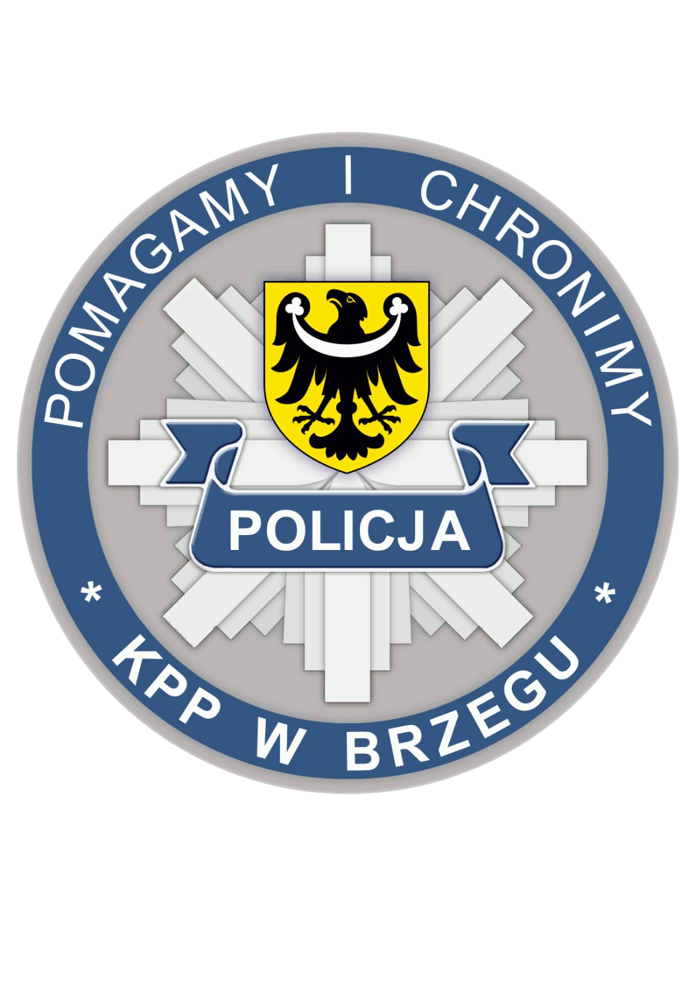 POMAGAMY I CHRONIMY
POLICJA
* KPP W BRZEGU *